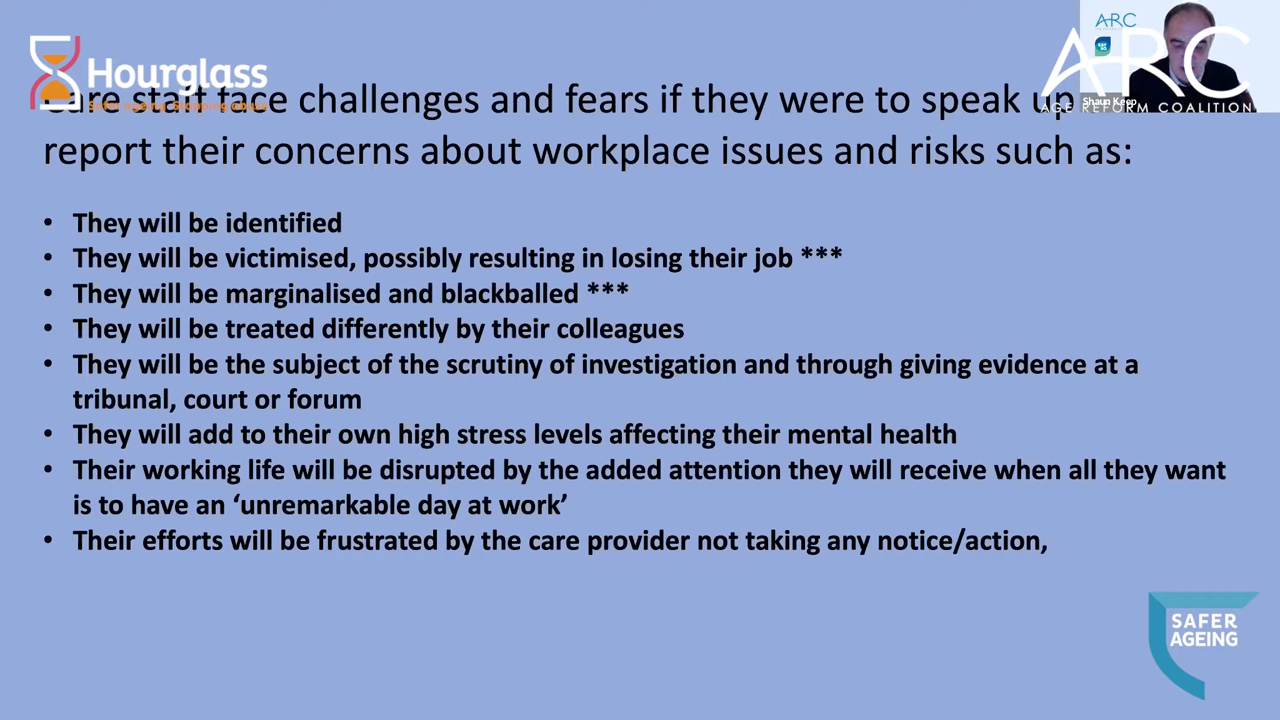 ARC
Hourglass
Safer ageing Stopping abuse
ARC
Shaun Keep
AGE REFORM COALITION
Care staff face challenges and fears if they were to speak up
report their concerns about workplace issues and risks such as:
• They will be identified
• They will be victimised, possibly resulting in losing their job ***
• They will be marginalised and blackballed ***
• They will be treated differently by their colleagues
• They will be the subject of the scrutiny of investigation and through giving evidence at a
tribunal, court or forum
• They will add to their own high stress levels affecting their mental health
• Their working life will be disrupted by the added attention they will receive when all they want
is to have an ‘unremarkable day at work’
• Their efforts will be frustrated by the care provider not taking any notice/action,
SAFER
AGEING